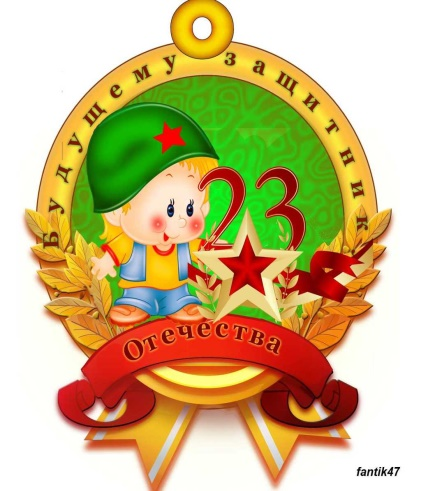 Будущему защитнику
23
Отечества
fantik47